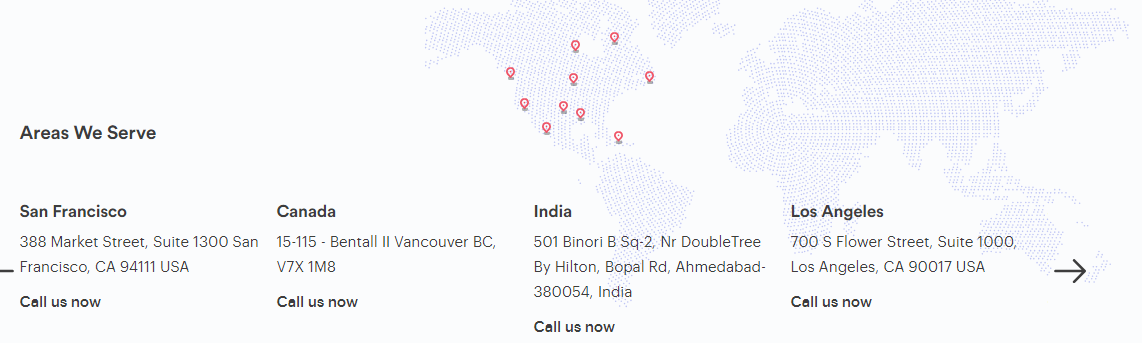 Areas We Serve
San Francisco
388 Market Street, Suite 1300 San
Francisco, CA 94111 USA
Call us now
Canada
15-115 - Bentall II Vancouver BC,
V7X 1M8
Call us now
India
501 Binori B Sq-2, Nr DoubleTree
By Hilton, Bopal Rd, Ahmedabad-
380054, India
Call us now
Los Angeles
700 S Flower Street, Suite 1000,
Los Angeles, CA 90017 USA
Call us now